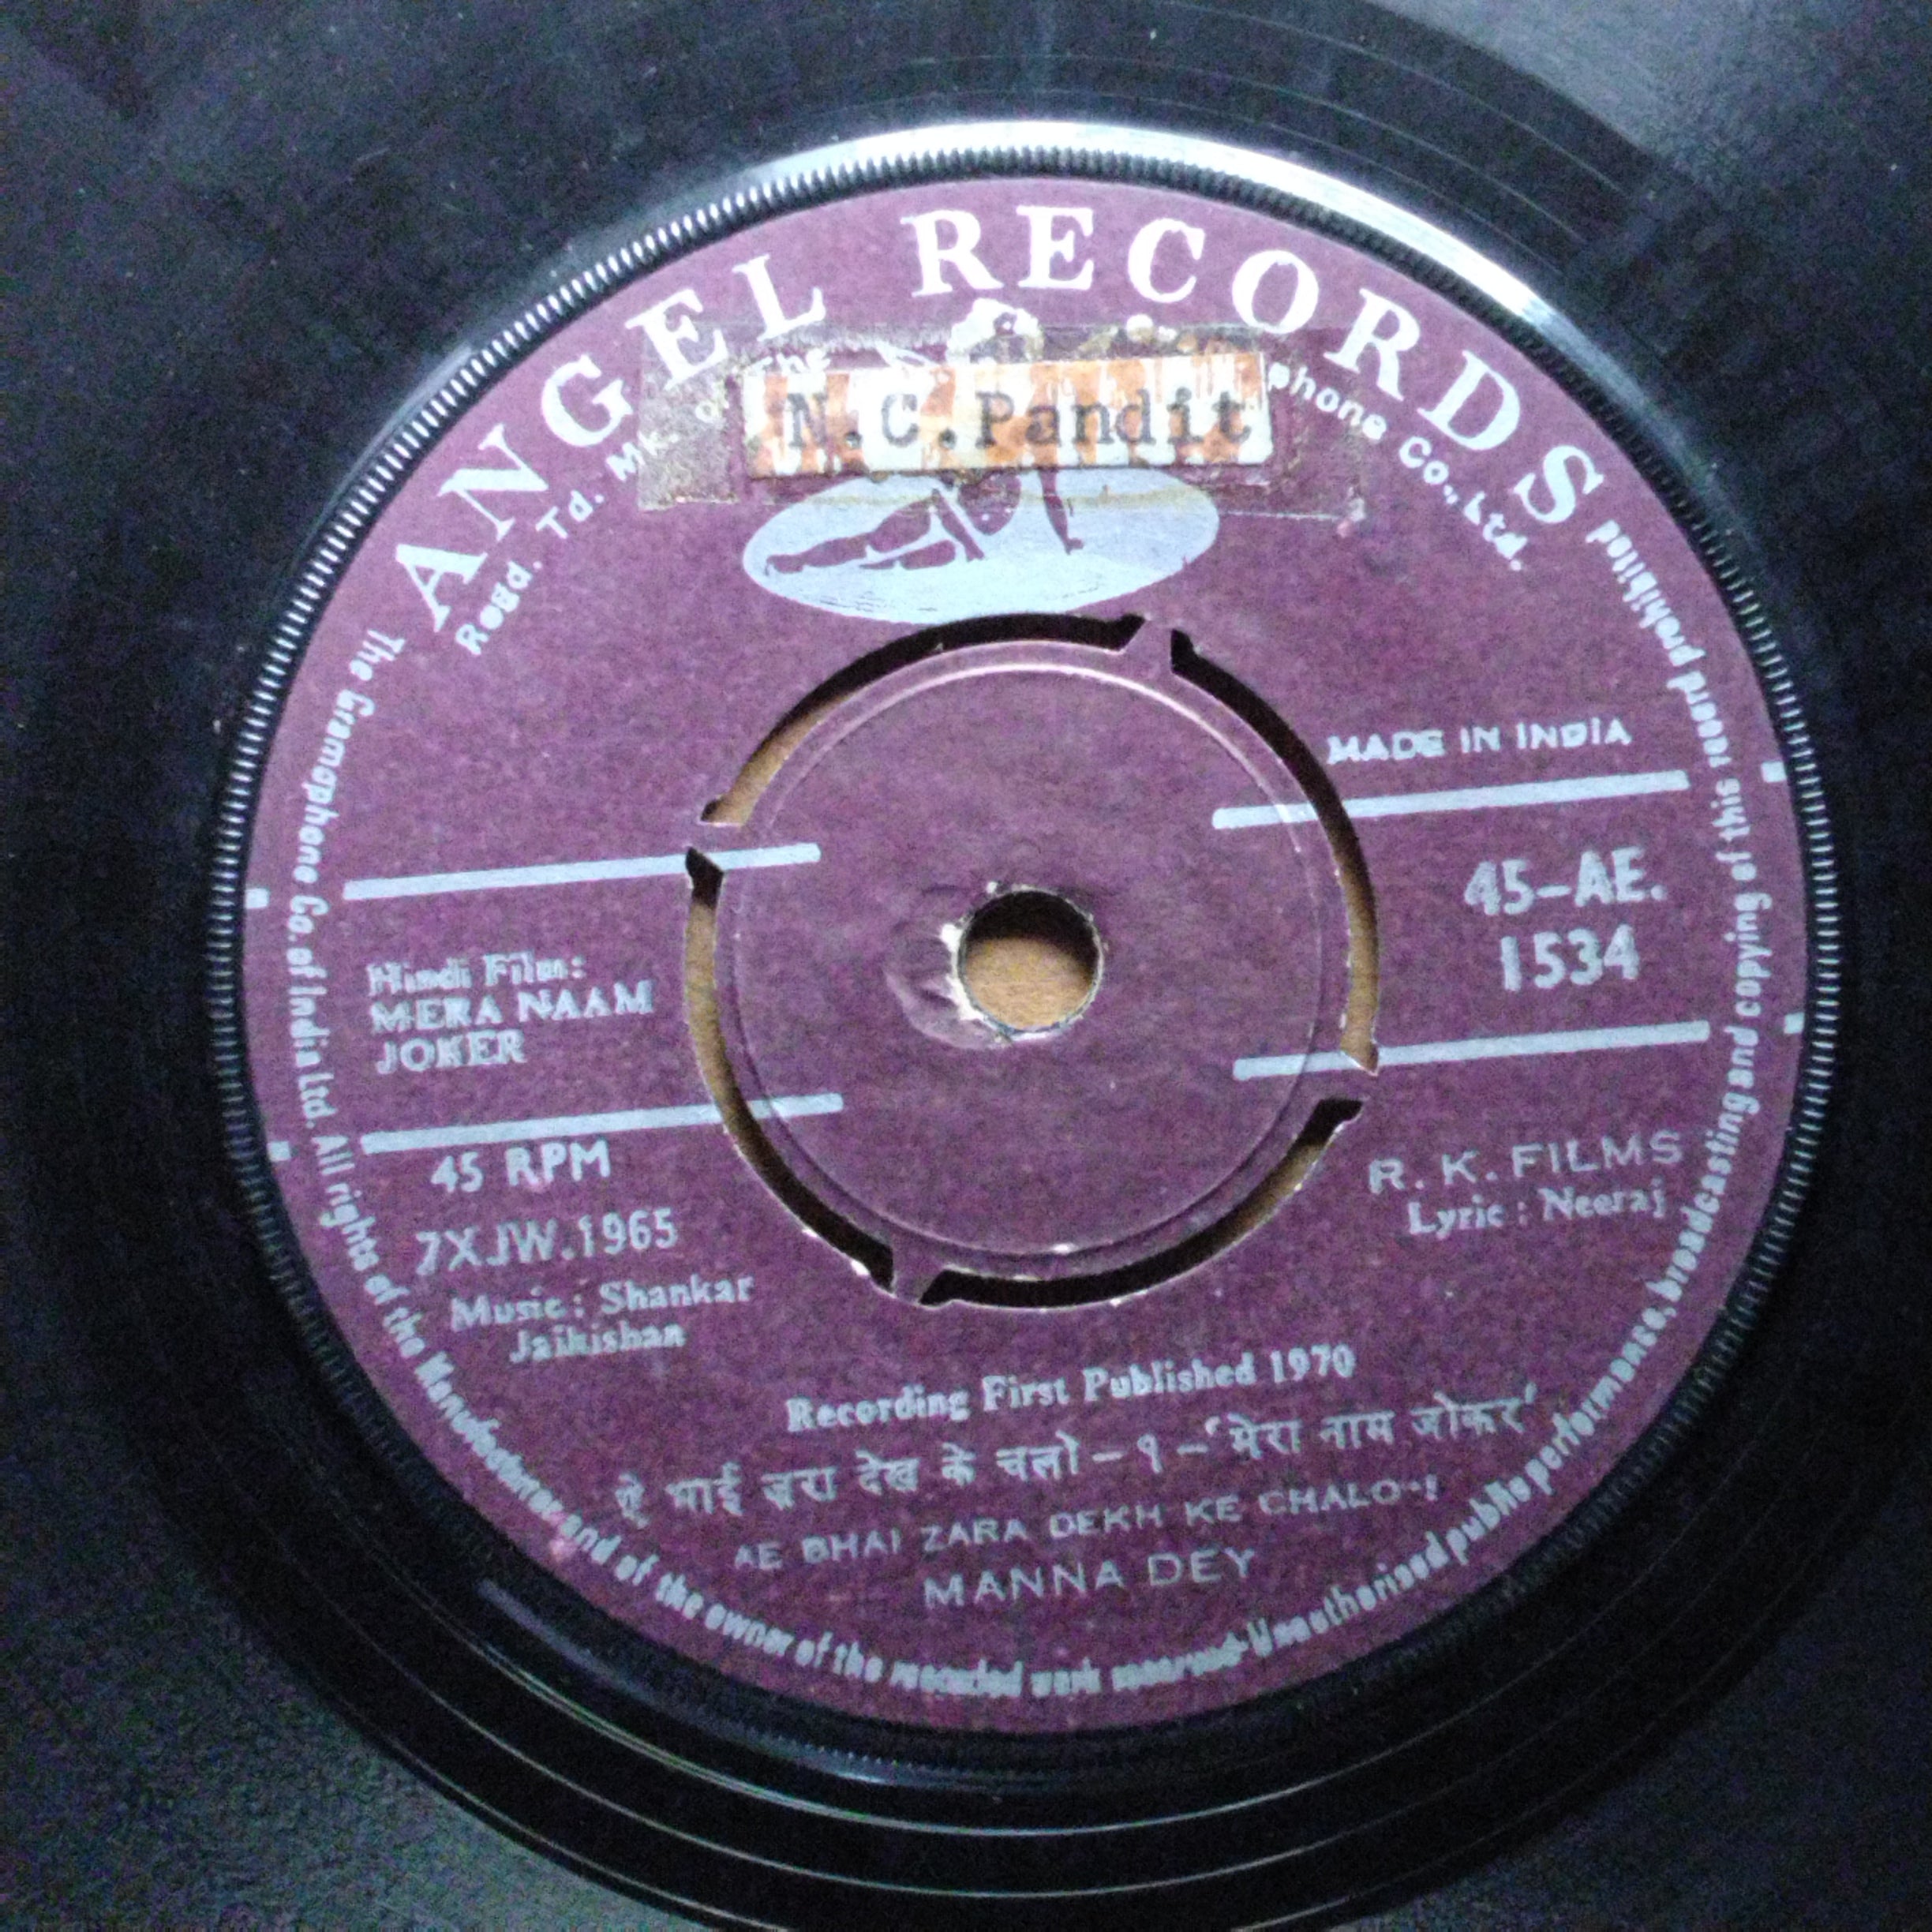 ANGEL RECORDS
Regd. Td. Mk. of The phone Co., Ltd.
N.C.Pandit
MADE IN INDIA
45-AE.
1534
Hindi Film:
MERA NAAM
JOKER
45 RPM
7XJW.1965
Music: Shankar
Jaikishan
R. K. FILMS
Lyric : Neeraj
Recording First Published 1970
ऐ भाई ज़रा देख के चलो-१-‘मेरा नाम जोकर’
AE BHAI ZARA DEKH KE CHALO-I
MANNA DEY
The Gramophone Co. of India Ltd. All rights of the Manufacturer and of the owner of the recorded work reserved Unauthorised public performance, broadcasting and copying of this record prohibited